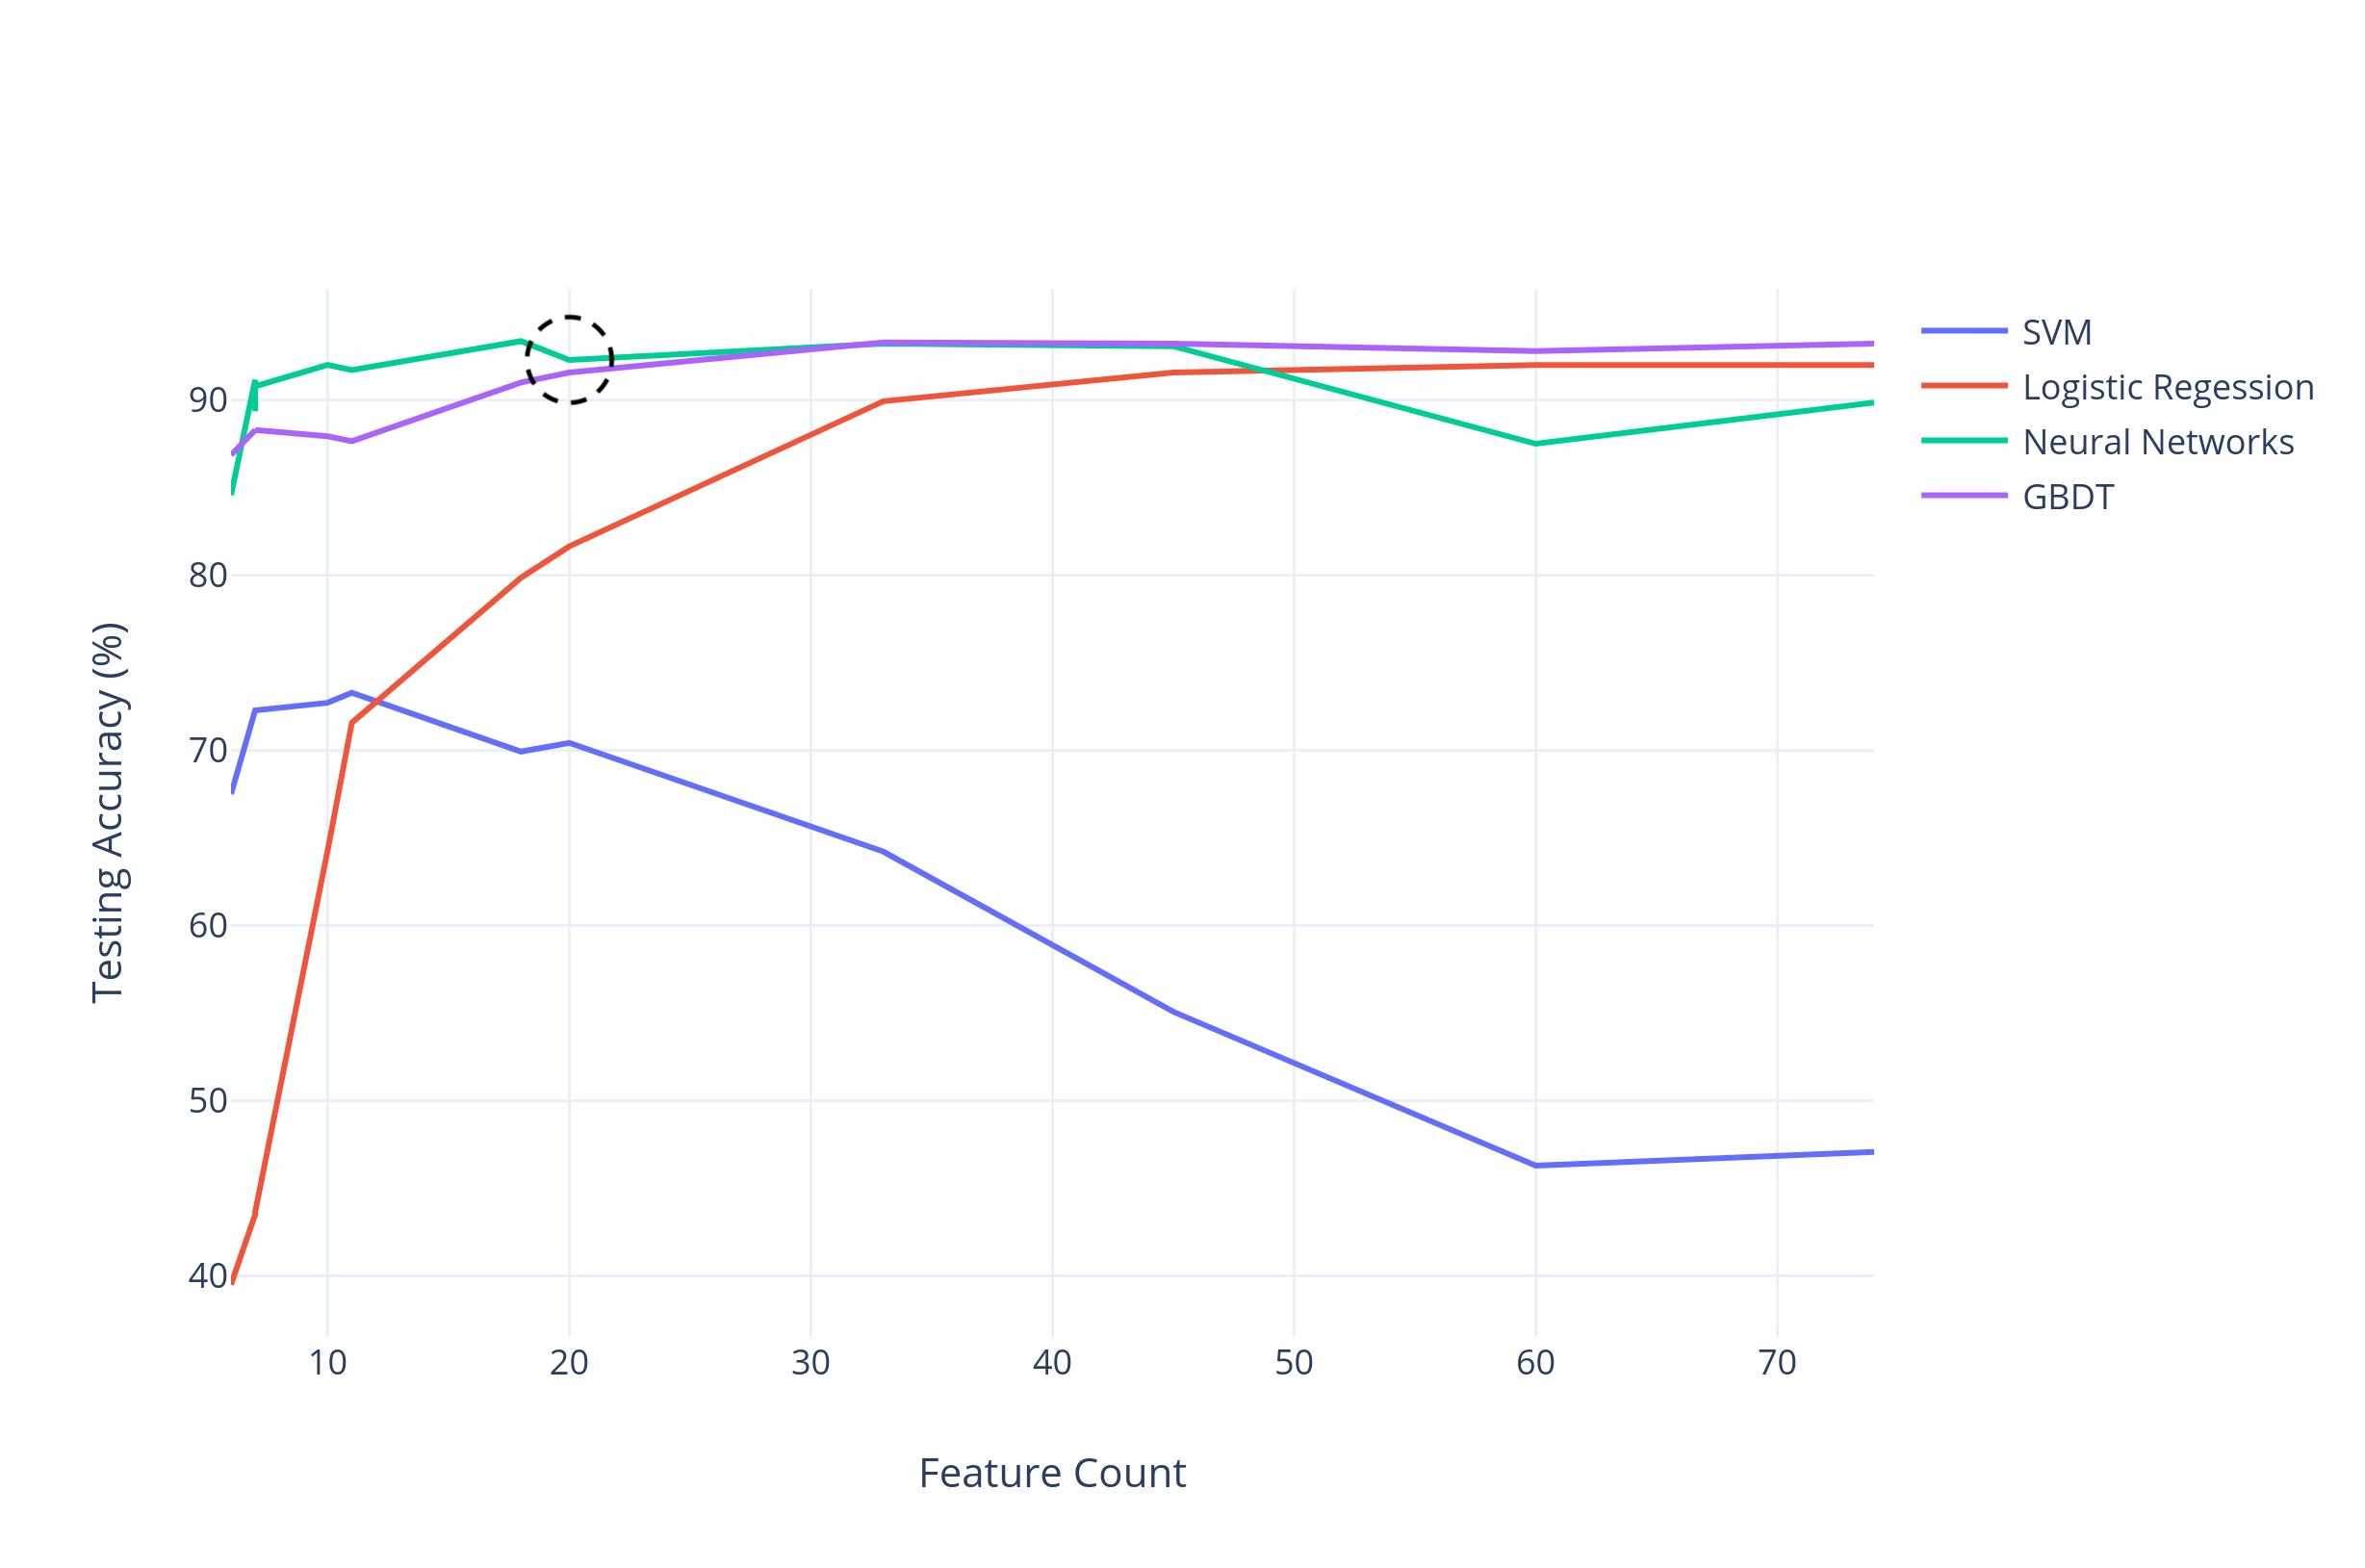 SVM
Logistic Regession
Neural Networks
GBDT
90
80
70
60
50
40
Testing Accuracy (%)
10 20 30 40 50 60 70
Feature Count